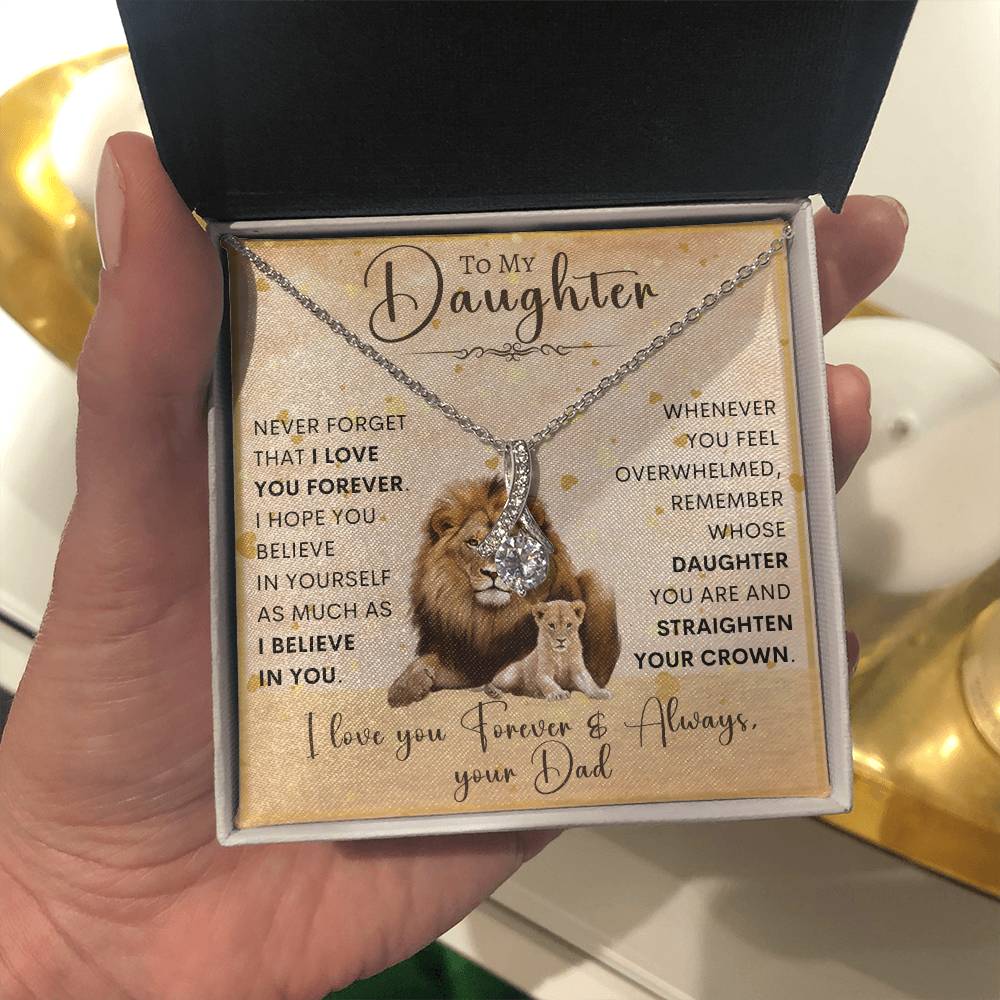 To My
Daughter
NEVER FORGET
THAT I LOVE
YOU FOREVER.
I HOPE YOU
BELIEVE
IN YOURSELF
AS MUCH AS
I BELIEVE
IN YOU.
WHENEVER
YOU FEEL
OVERWHELMED,
REMEMBER
WHOSE
DAUGHTER
YOU ARE AND
STRAIGHTEN
YOUR CROWN.
I love you Forever & Always,
your Dad